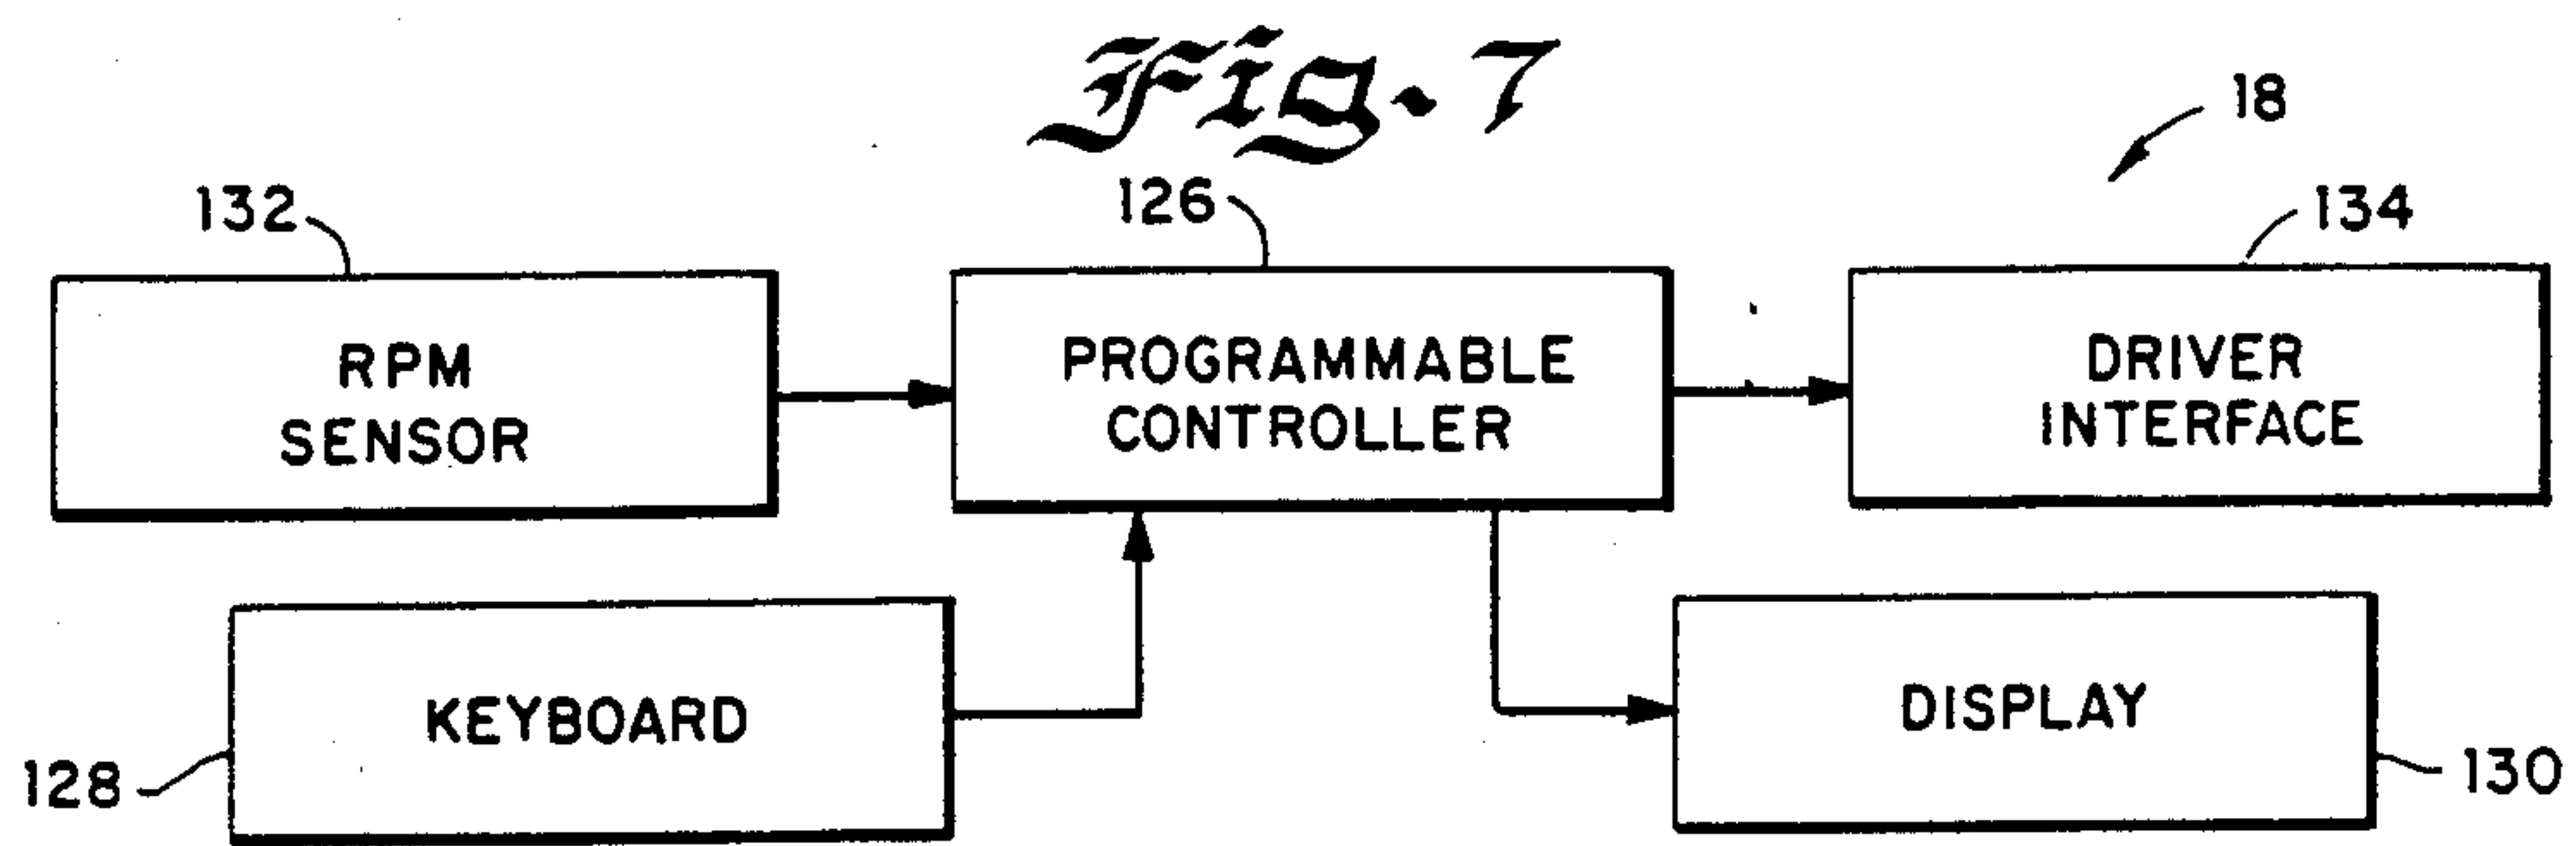 Fig. 7
18
132
126
134
RPM
SENSOR
PROGRAMMABLE
CONTROLLER
DRIVER
INTERFACE
KEYBOARD
DISPLAY
128
130